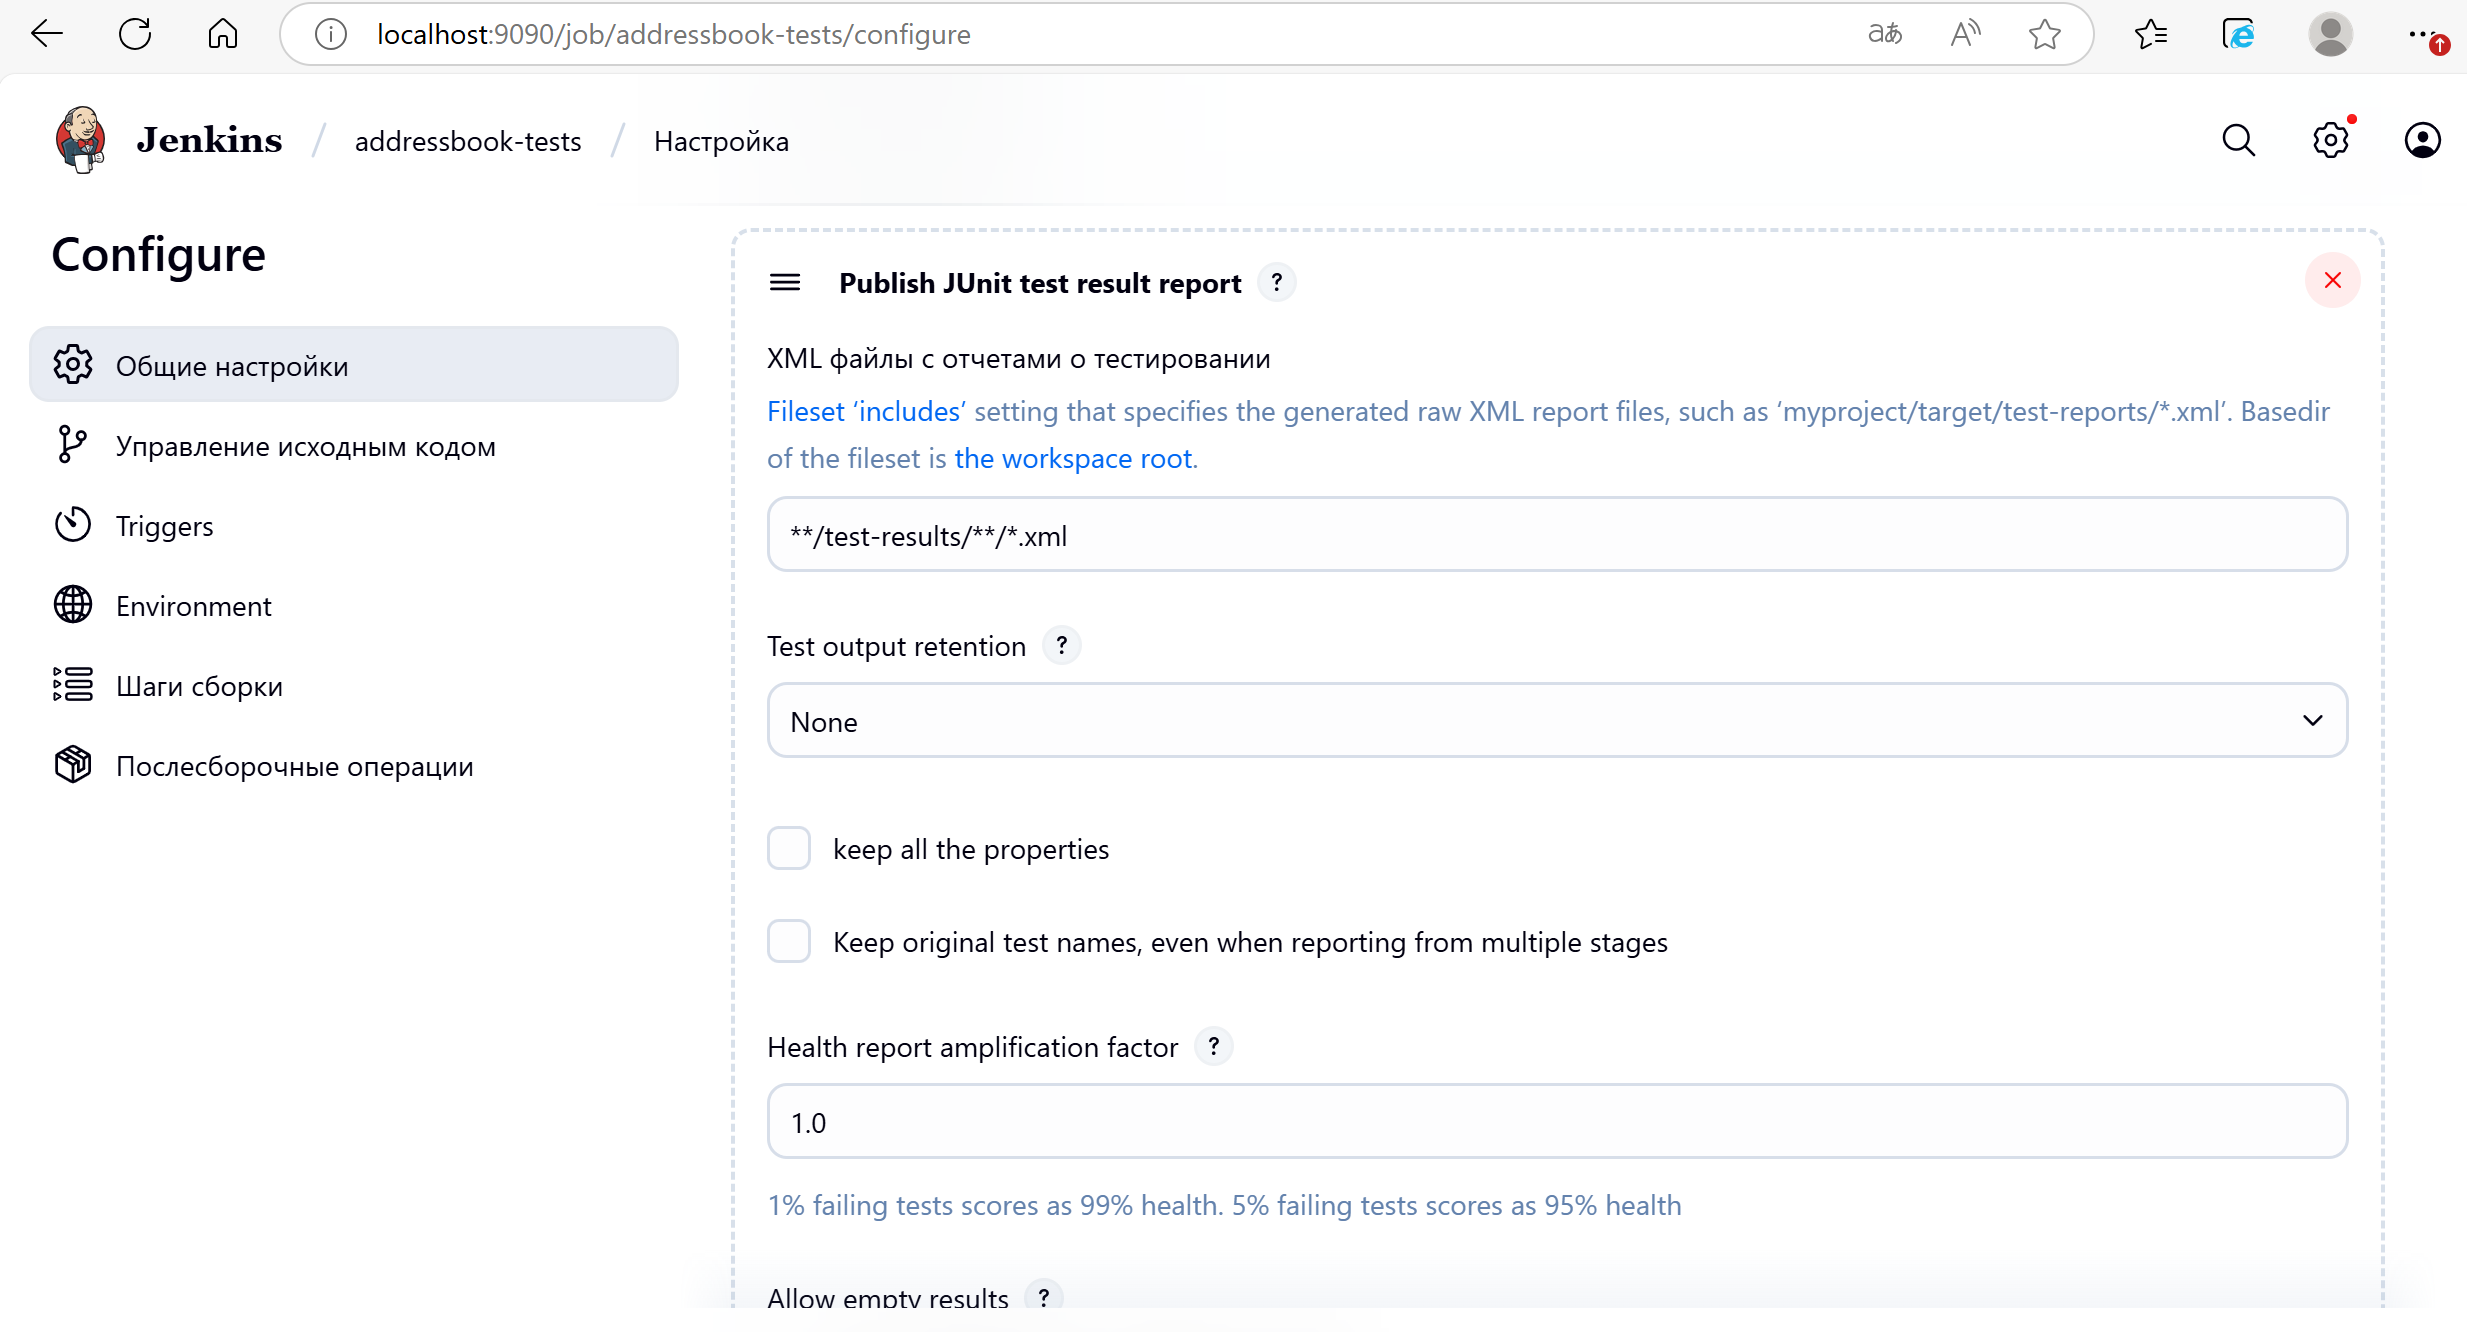 localhost:9090/job/addressbook-tests/configure
Jenkins / addressbook-tests / Настройка
Configure
Общие настройки
Управление исходным кодом
Triggers
Environment
Шаги сборки
Послесборочные операции
Publish JUnit test result report ?
XML файлы с отчетами о тестировании
Fileset ‘includes’ setting that specifies the generated raw XML report files, such as ‘myproject/target/test-reports/*.xml’. Basedir
of the fileset is the workspace root.
**/test-results/**/*.xml
Test output retention ?
None
keep all the properties
Keep original test names, even when reporting from multiple stages
Health report amplification factor ?
1.0
1% failing tests scores as 99% health. 5% failing tests scores as 95% health
Allow empty results ?